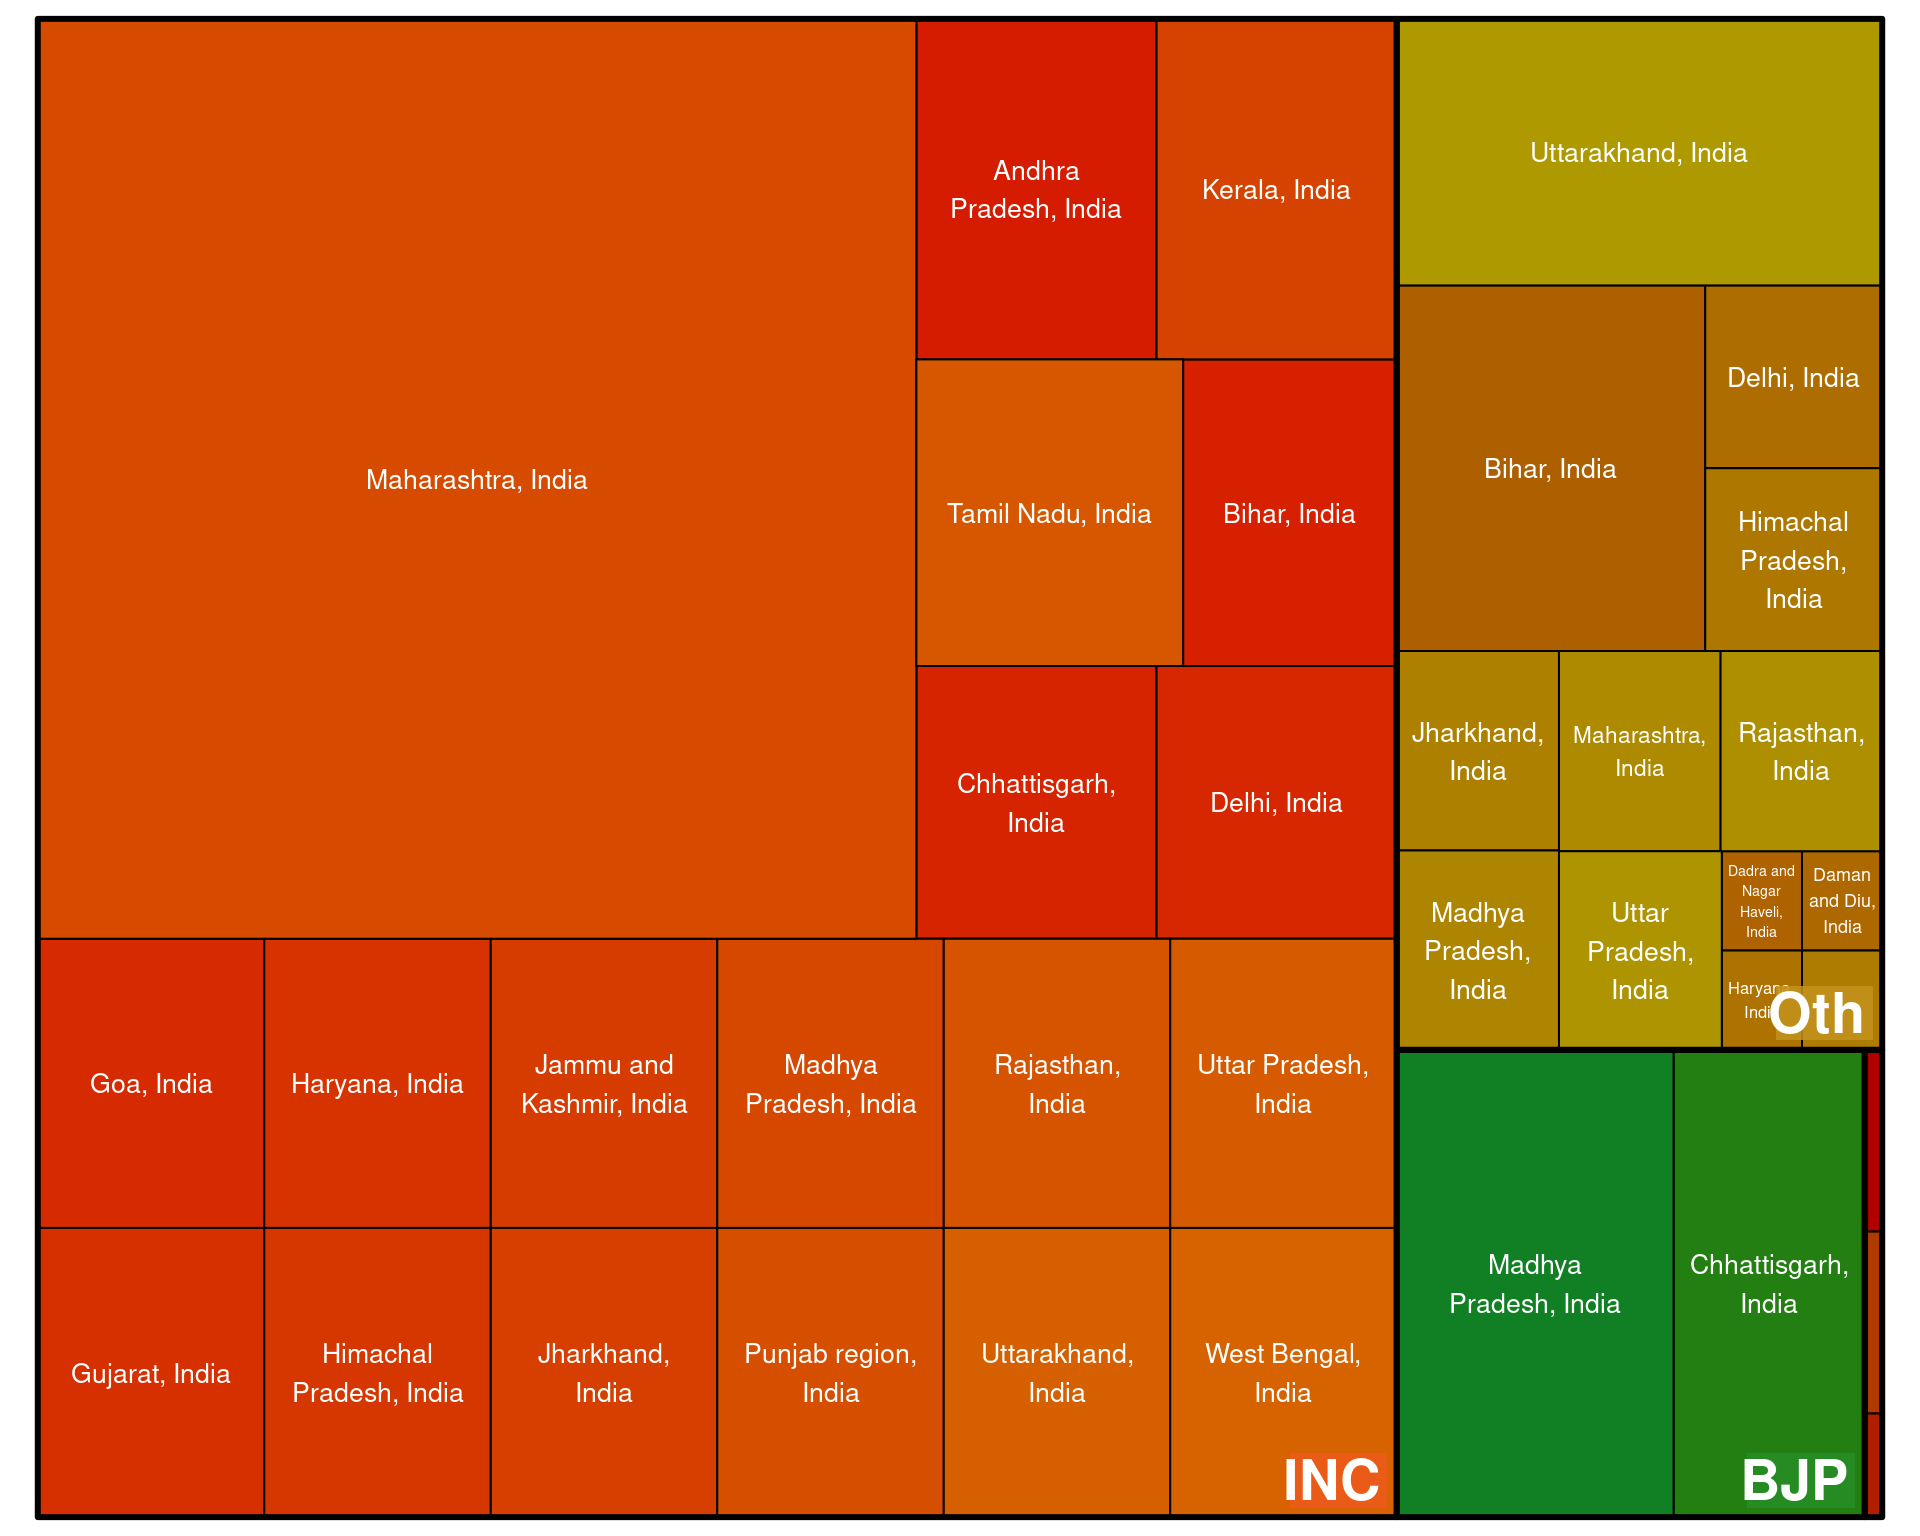 Maharashtra, India
Andhra
Pradesh, India
Kerala, India
Tamil Nadu, India
Bihar, India
Chhattisgarh,
India
Delhi, India
Goa, India
Haryana, India
Jammu and
Kashmir, India
Madhya
Pradesh, India
Rajasthan,
India
Uttar Pradesh,
India
Gujarat, India
Himachal
Pradesh, India
Jharkhand,
India
Punjab region,
India
Uttarakhand,
India
West Bengal,
India
INC
Uttarakhand, India
Bihar, India
Delhi, India
Himachal
Pradesh,
India
Jharkhand,
India
Maharashtra,
India
Rajasthan,
India
Madhya
Pradesh,
India
Uttar
Pradesh,
India
Dadra and
Nagar
Haveli,
India
Daman
and Diu,
India
Haryana,
India
Oth
Madhya
Pradesh, India
Chhattisgarh,
India
BJP